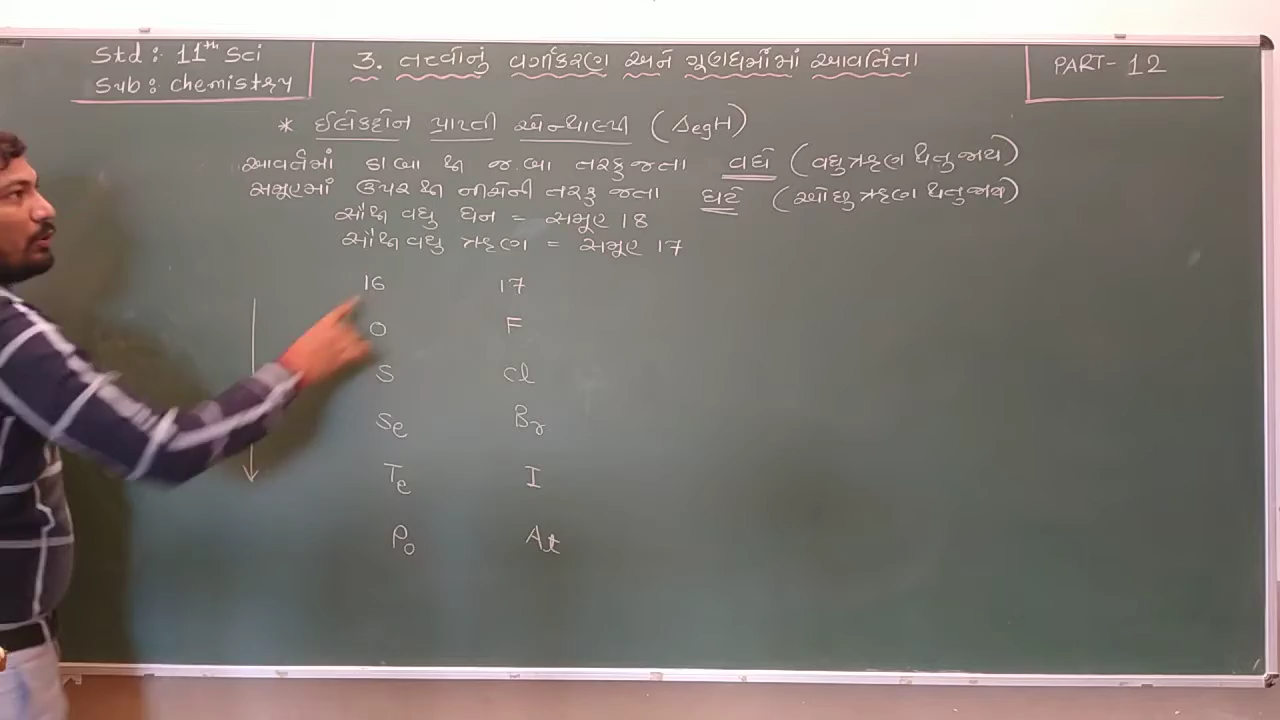 Std : 11th Sci
Sub : chemistry
3. તત્વોનું વર્ગીકરણ અને ગુણધર્મોમાં આવર્તિતા
PART- 12
* ઈલેકટ્રોન પ્રાપ્તી એન્થાલ્પી (ΔegH)
આવર્તમાં ડાબા થી જ.બા તરફ જતા વધે (વધુ ઋણ થતુ જાય)
સમૂહમાં ઉપર થી નીચેની તરફ જતા ઘટે (ઓછુ ઋણ થતુ જાય)
સૌથી વધુ ધન = સમૂહ 18
સૌથી વધુ ઋણ = સમૂહ 17
16 17
O F
S Cl
Se Br
Te I
Po At